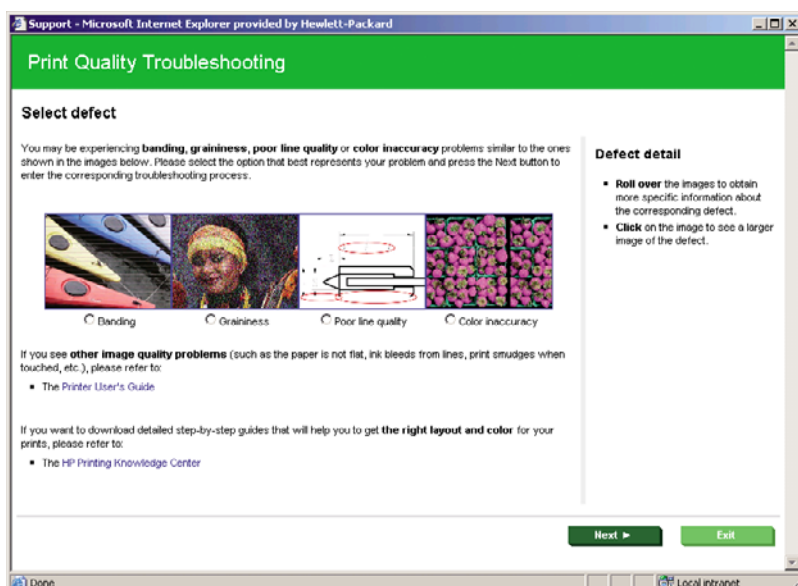 Support - Microsoft Internet Explorer provided by Hewlett-Packard
Print Quality Troubleshooting
Select defect
You may be experiencing banding, graininess, poor line quality or color inaccuracy problems similar to the ones
shown in the images below. Please select the option that best represents your problem and press the Next button to
enter the corresponding troubleshooting process.
Banding
Graininess
Poor line quality
Color inaccuracy
If you see other image quality problems (such as the paper is not flat, ink bleeds from lines, print smudges when
touched, etc.), please refer to:
The Printer User's Guide
If you want to download detailed step-by-step guides that will help you to get the right layout and color for your
prints, please refer to:
The HP Printing Knowledge Center
Defect detail
Roll over the images to obtain
more specific information about
the corresponding defect.
Click on the image to see a larger
image of the defect.
Next
Exit
Done
Local intranet